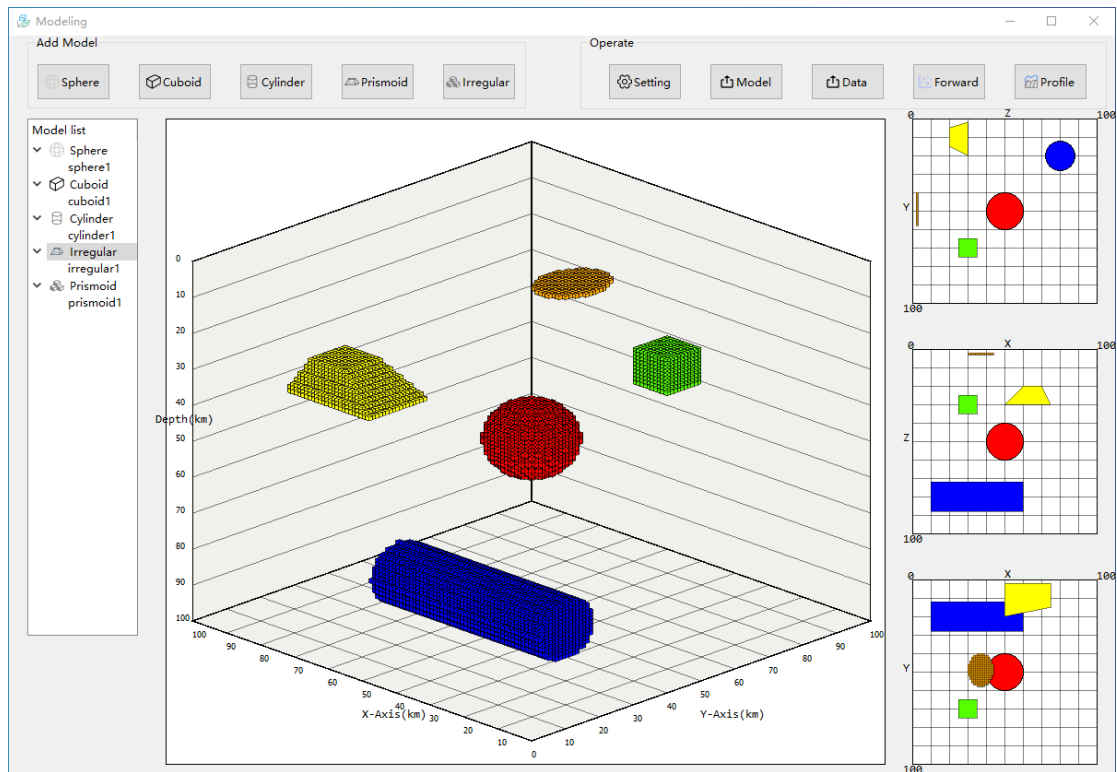 Modeling
Add Model
Operate
Sphere Cuboid Cylinder Prismoid Irregular Setting Model Data Forward Profile
Model list
Sphere
sphere1
Cuboid
cuboid1
Cylinder
cylinder1
Irregular
irregular1
Prismoid
prismoid1
0
10
20
30
40
Depth(km)
50
60
70
80
90
100
100 90 80 70 60 50 40 30 20 10 0
X-Axis(km)
10 20 30 40 50 60 70 80 90 100
Y-Axis(km)
0 Z 100
Y
100
0 X 100
Z
100
0 X 100
Y
100